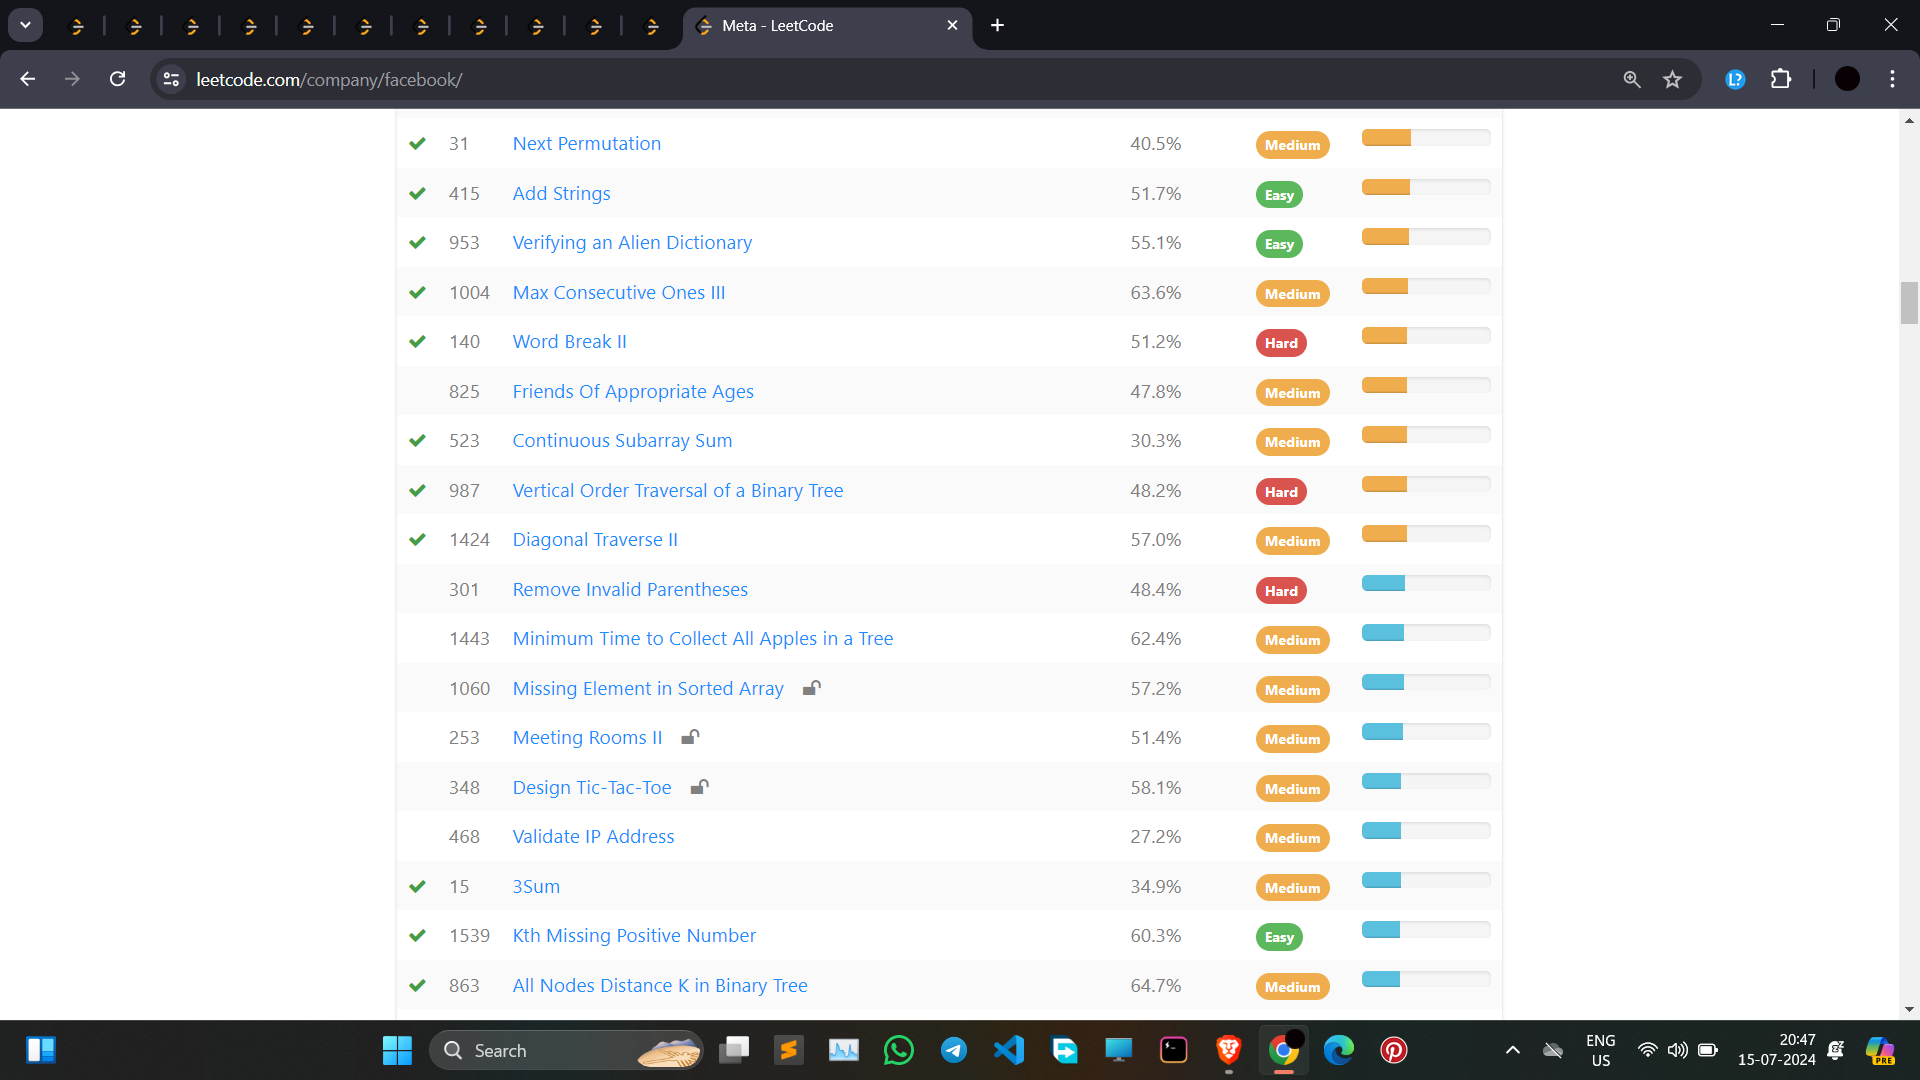 Meta - LeetCode
leetcode.com/company/facebook/
31 Next Permutation 40.5% Medium
415 Add Strings 51.7% Easy
953 Verifying an Alien Dictionary 55.1% Easy
1004 Max Consecutive Ones III 63.6% Medium
140 Word Break II 51.2% Hard
825 Friends Of Appropriate Ages 47.8% Medium
523 Continuous Subarray Sum 30.3% Medium
987 Vertical Order Traversal of a Binary Tree 48.2% Hard
1424 Diagonal Traverse II 57.0% Medium
301 Remove Invalid Parentheses 48.4% Hard
1443 Minimum Time to Collect All Apples in a Tree 62.4% Medium
1060 Missing Element in Sorted Array 57.2% Medium
253 Meeting Rooms II 51.4% Medium
348 Design Tic-Tac-Toe 58.1% Medium
468 Validate IP Address 27.2% Medium
15 3Sum 34.9% Medium
1539 Kth Missing Positive Number 60.3% Easy
863 All Nodes Distance K in Binary Tree 64.7% Medium
Search
ENG
US
20:47
15-07-2024
PRE